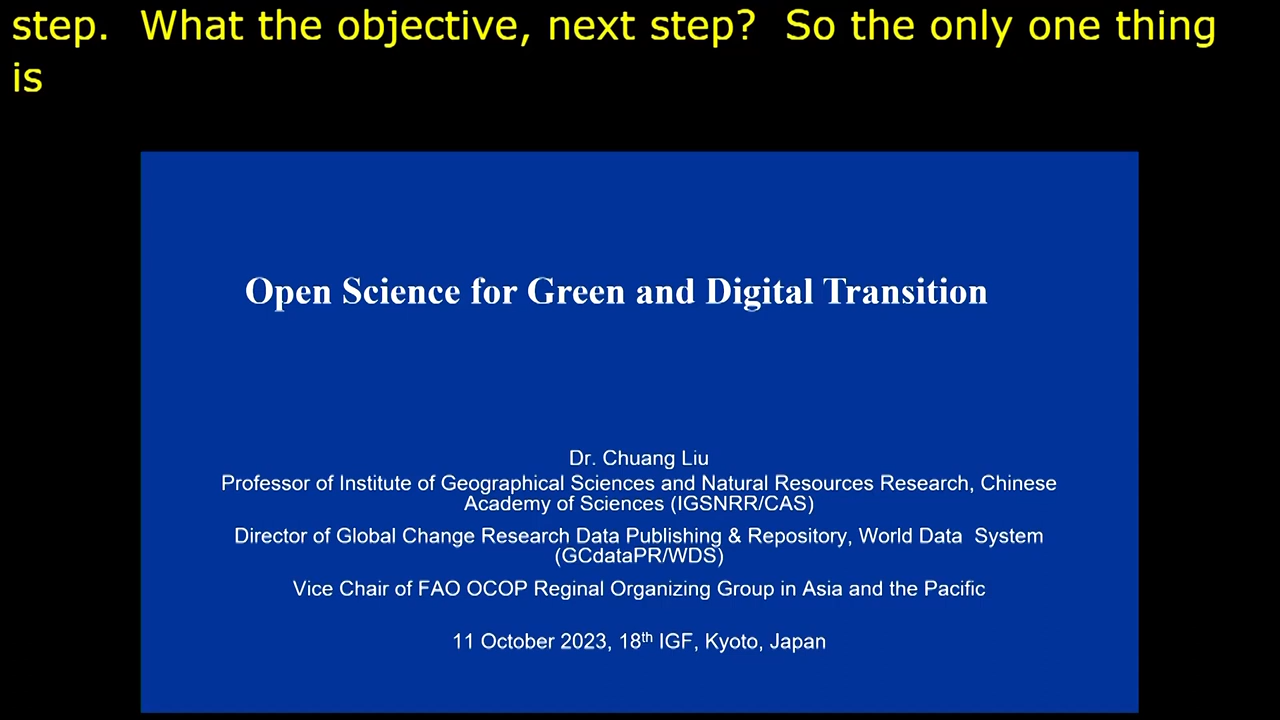 step.  What the objective, next step?  So the only one thing
is
Open Science for Green and Digital Transition
Dr. Chuang Liu
Professor of Institute of Geographical Sciences and Natural Resources Research, Chinese
Academy of Sciences (IGSNRR/CAS)
Director of Global Change Research Data Publishing & Repository, World Data  System
(GCdataPR/WDS)
Vice Chair of FAO OCOP Reginal Organizing Group in Asia and the Pacific
11 October 2023, 18th IGF, Kyoto, Japan